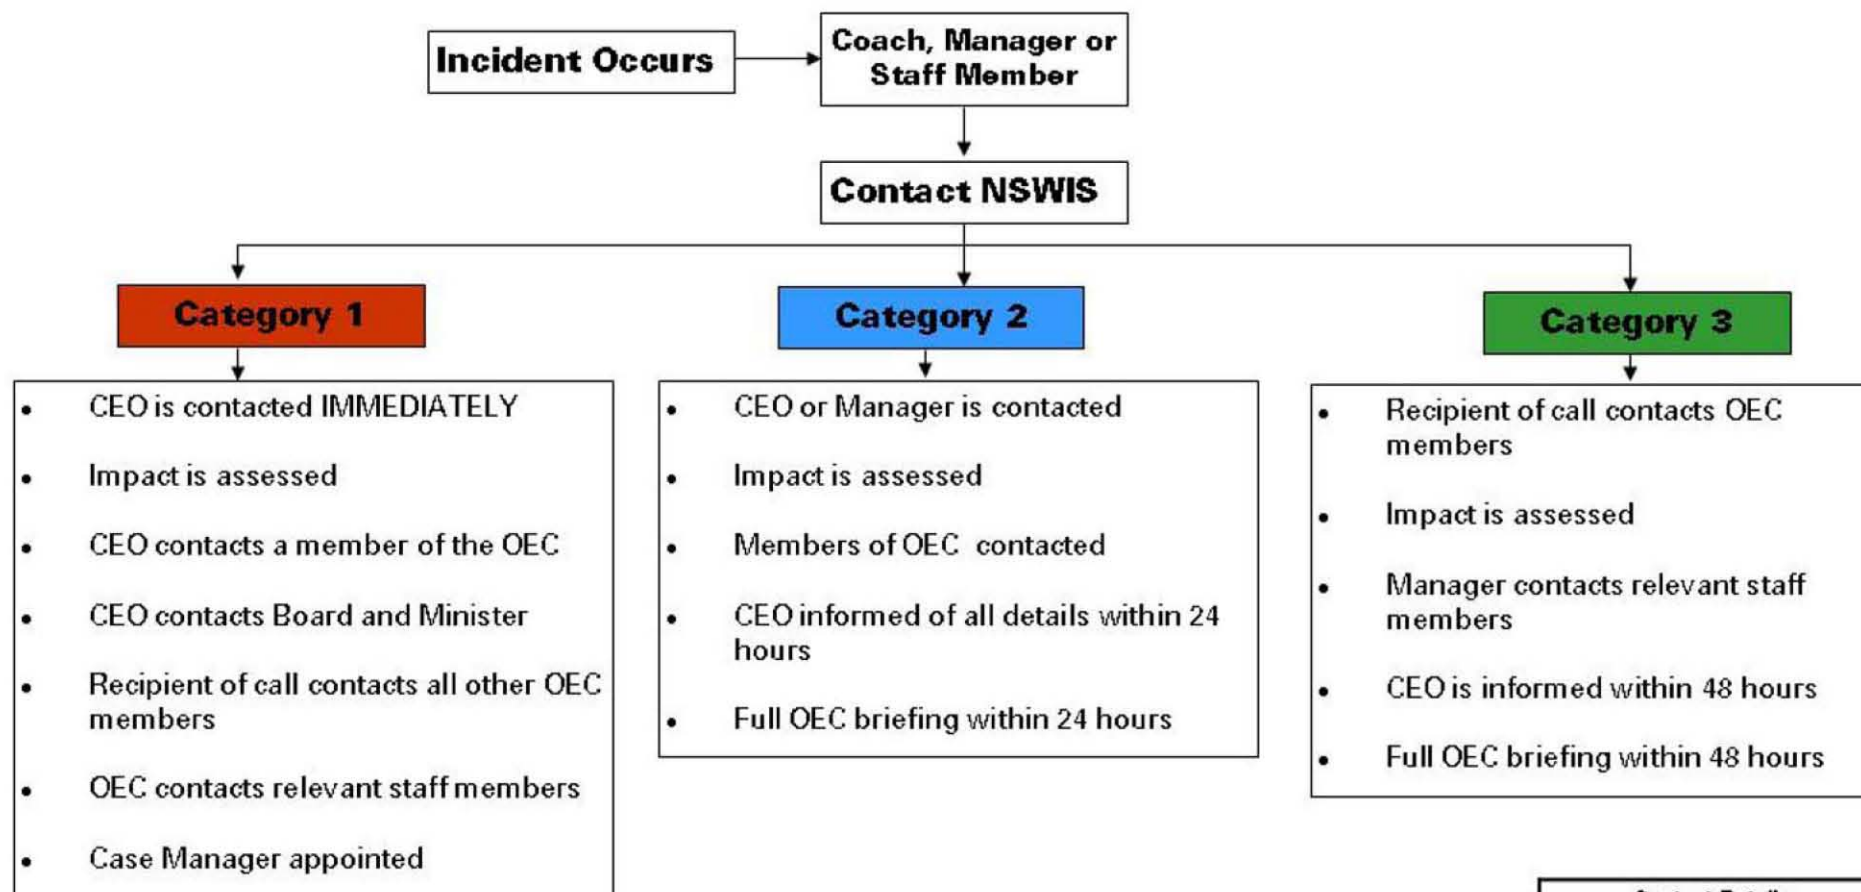 Incident Occurs
Coach, Manager or
Staff Member
Contact NSWIS
Category 1
• CEO is contacted IMMEDIATELY
• Impact is assessed
• CEO contacts a member of the OEC
• CEO contacts Board and Minister
• Recipient of call contacts all other OEC
members
• OEC contacts relevant staff members
• Case Manager appointed
Category 2
• CEO or Manager is contacted
• Impact is assessed
• Members of OEC contacted
• CEO informed of all details within 24
hours
• Full OEC briefing within 24 hours
Category 3
• Recipient of call contacts OEC
members
• Impact is assessed
• Manager contacts relevant staff
members
• CEO is informed within 48 hours
• Full OEC briefing within 48 hours